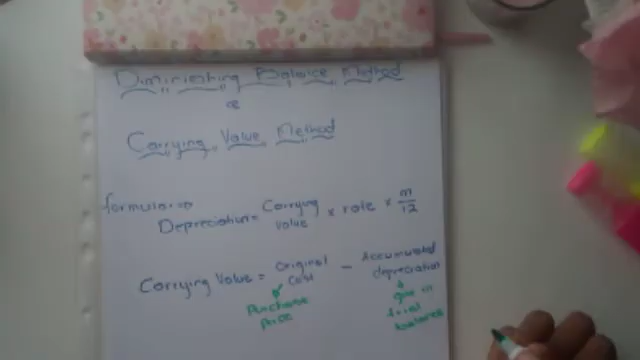 Diminishing Balance Method
or
Carrying Value Method
formula ⇒
Depreciation = Carrying value × rate × m/12
Carrying Value = original cost - Accumulated depreciation
purchase price
give in trial balance